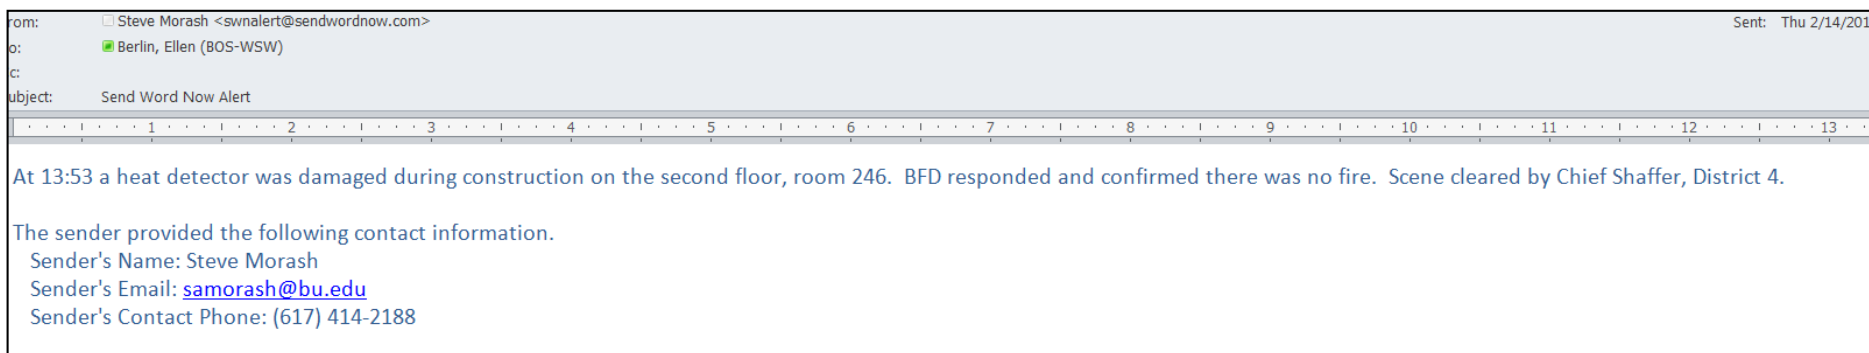 rom: Steve Morash <swnalert@sendwordnow.com> Sent: Thu 2/14/201
o: Berlin, Ellen (BOS-WSW)
c:
ubject: Send Word Now Alert
1 2 3 4 5 6 7 8 9 10 11 12 13
At 13:53 a heat detector was damaged during construction on the second floor, room 246. BFD responded and confirmed there was no fire. Scene cleared by Chief Shaffer, District 4.
The sender provided the following contact information.
Sender's Name: Steve Morash
Sender's Email: samorash@bu.edu
Sender's Contact Phone: (617) 414-2188